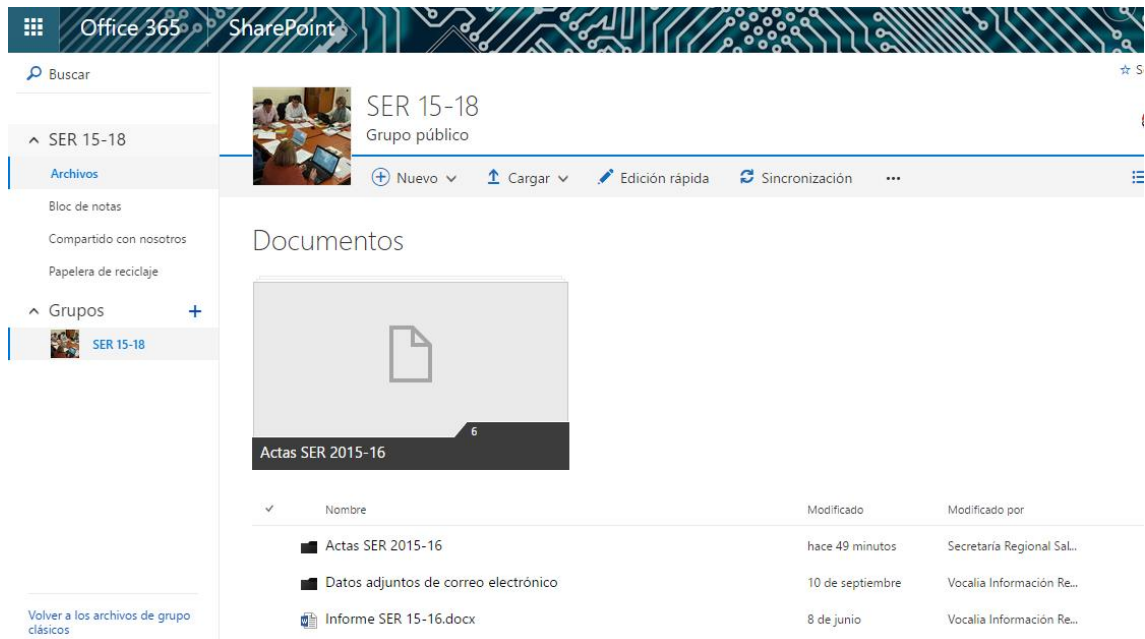 Office 365
SharePoint
Buscar
SER 15-18
Archivos
Bloc de notas
Compartido con nosotros
Papelera de reciclaje
Grupos +
SER 15-18
Volver a los archivos de grupo
clásicos
SER 15-18
Grupo público
Nuevo
Cargar
Edición rápida
Sincronización
...
Documentos
6
Actas SER 2015-16
Nombre Modificado Modificado por
Actas SER 2015-16 hace 49 minutos Secretaría Regional Sal...
Datos adjuntos de correo electrónico 10 de septiembre Vocalia Información Re...
Informe SER 15-16.docx 8 de junio Vocalia Información Re...